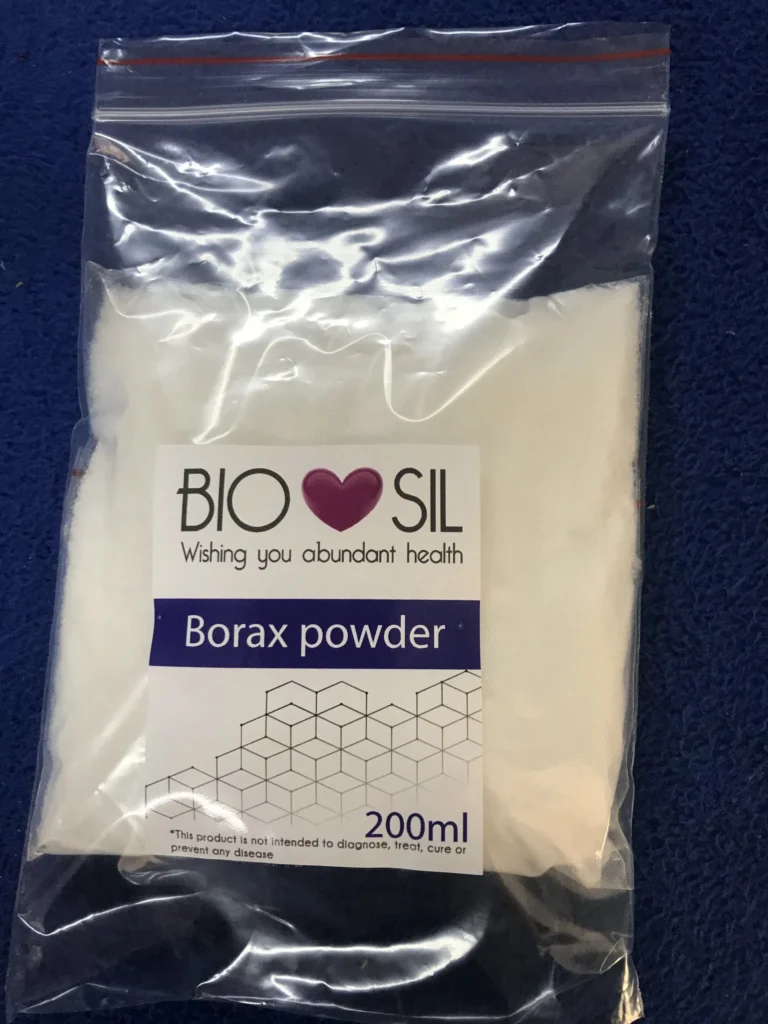 BIO SIL
Wishing you abundant health
Borax powder
200ml
*This product is not intended to diagnose, treat, cure or
prevent any disease